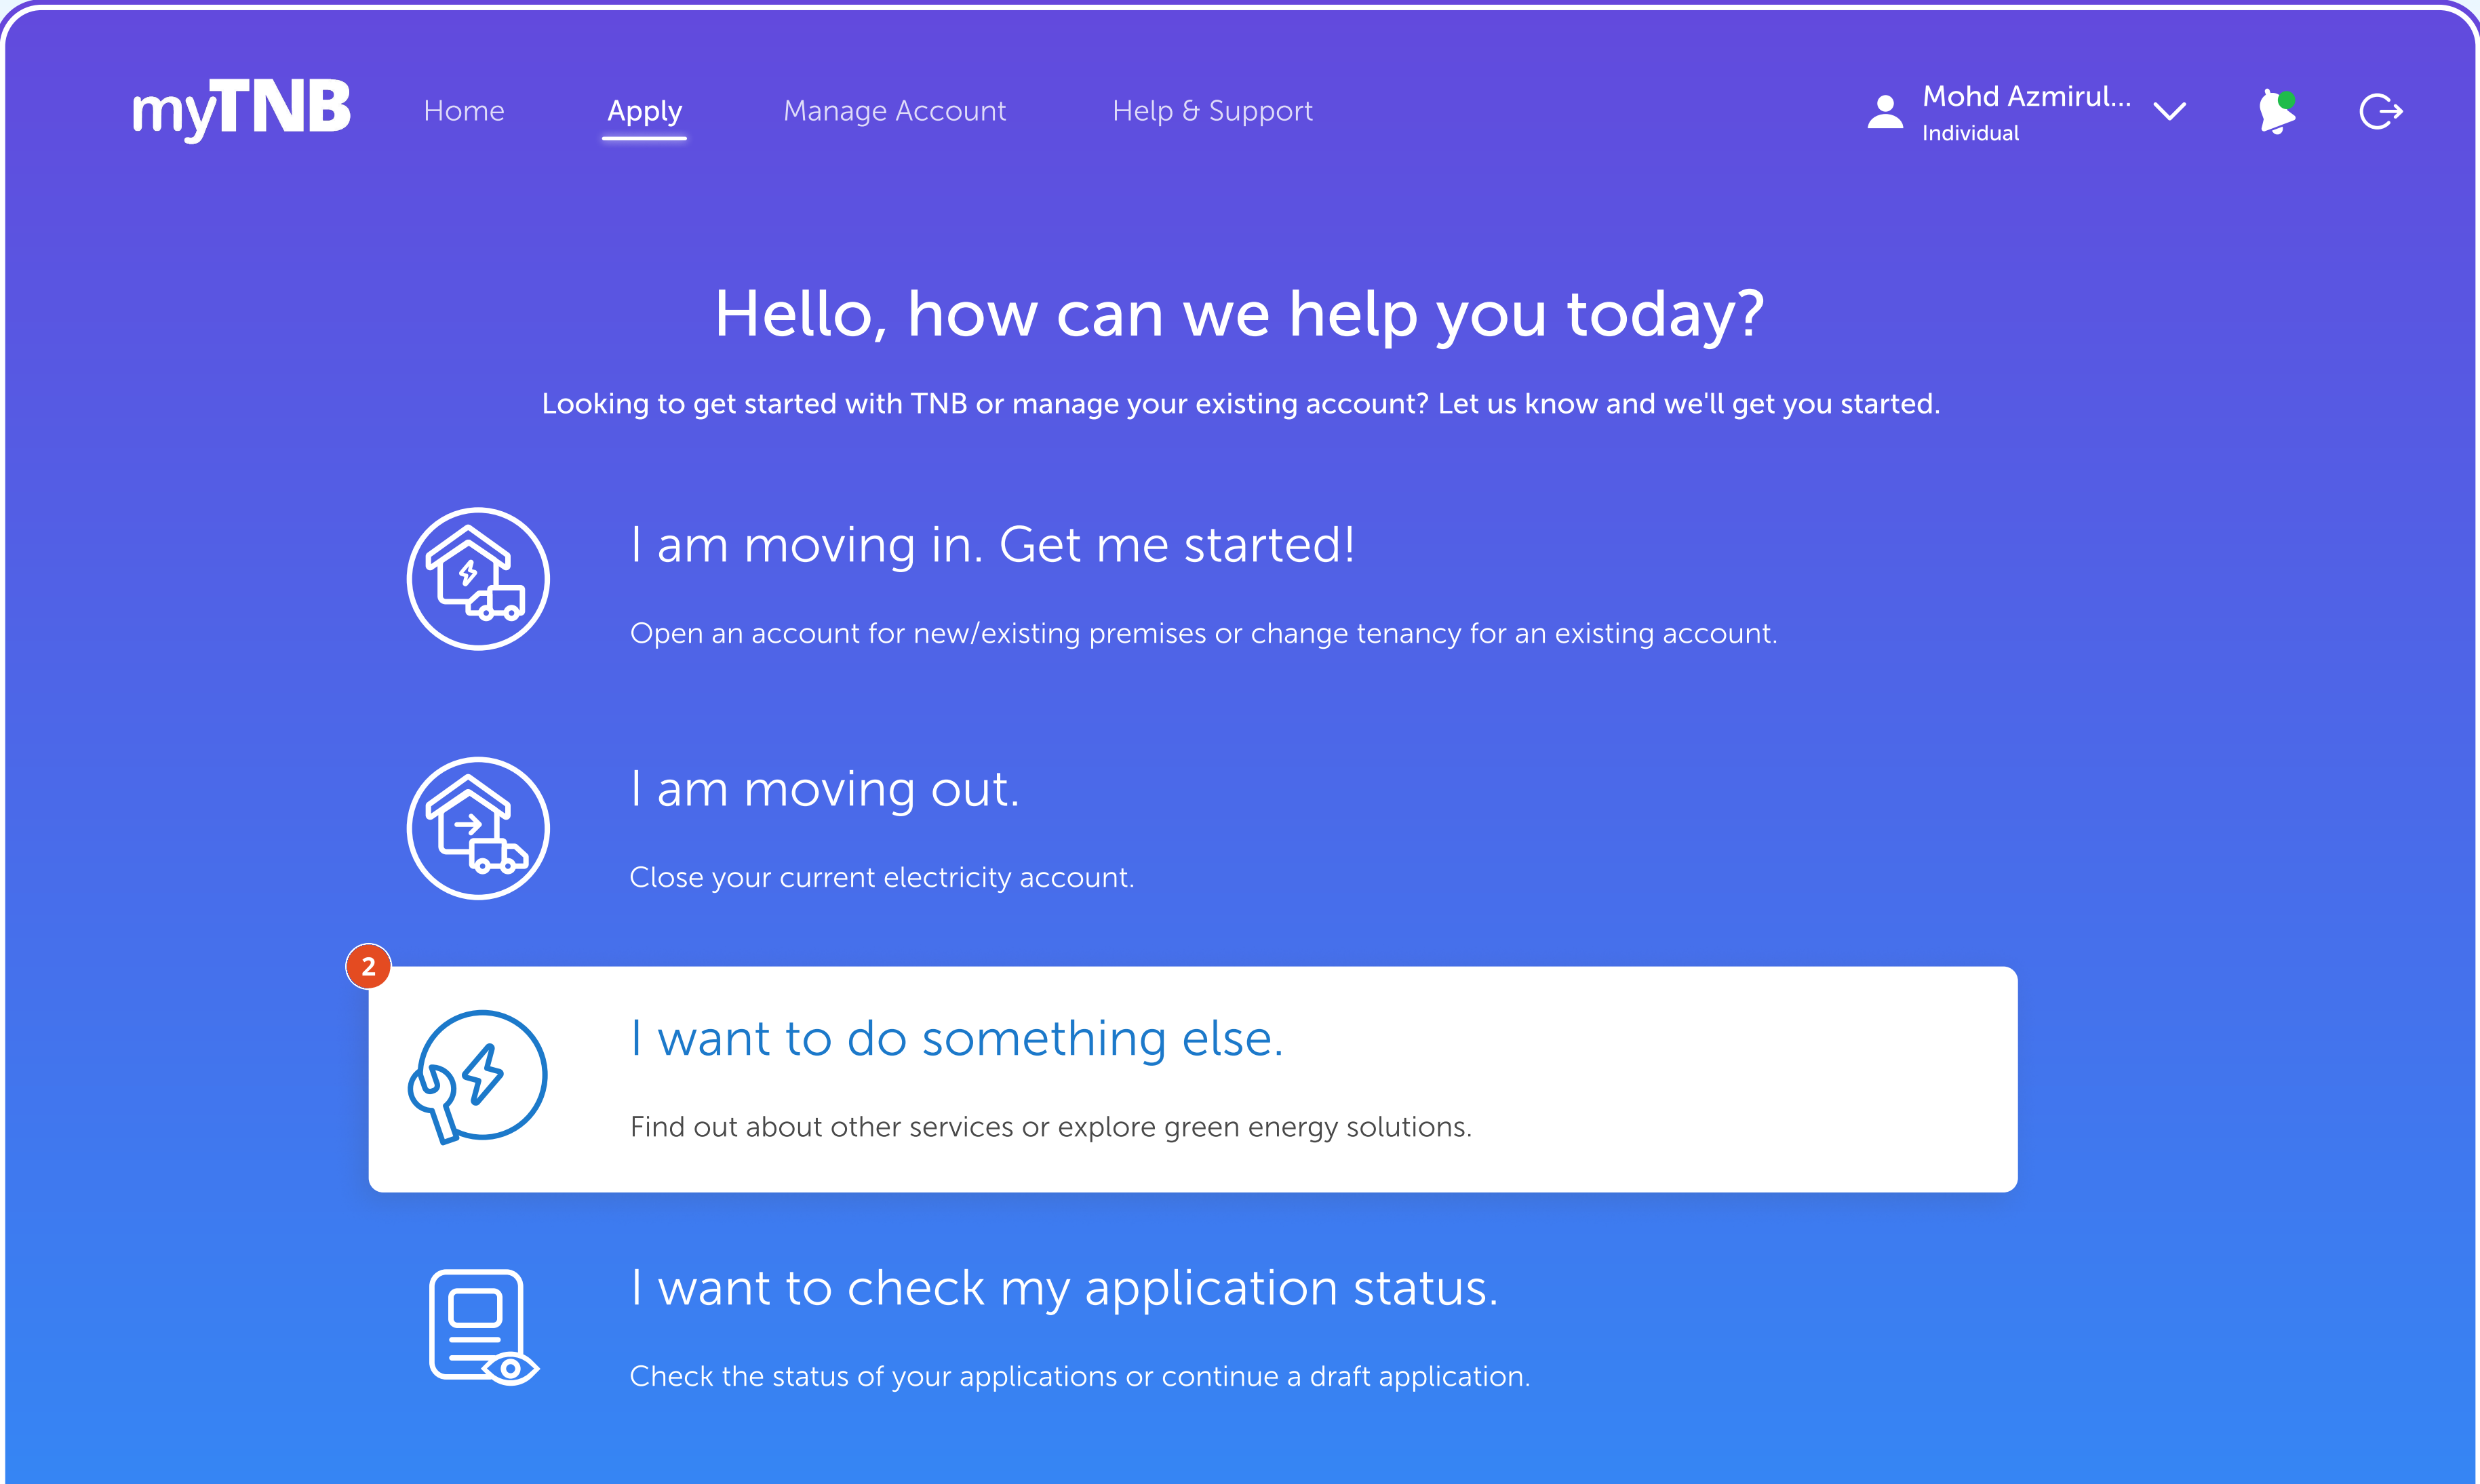 myTNB
Home
Apply
Manage Account
Help & Support
Mohd Azmirul...
Individual
Hello, how can we help you today?
Looking to get started with TNB or manage your existing account? Let us know and we'll get you started.
I am moving in. Get me started!
Open an account for new/existing premises or change tenancy for an existing account.
I am moving out.
Close your current electricity account.
2
I want to do something else.
Find out about other services or explore green energy solutions.
I want to check my application status.
Check the status of your applications or continue a draft application.